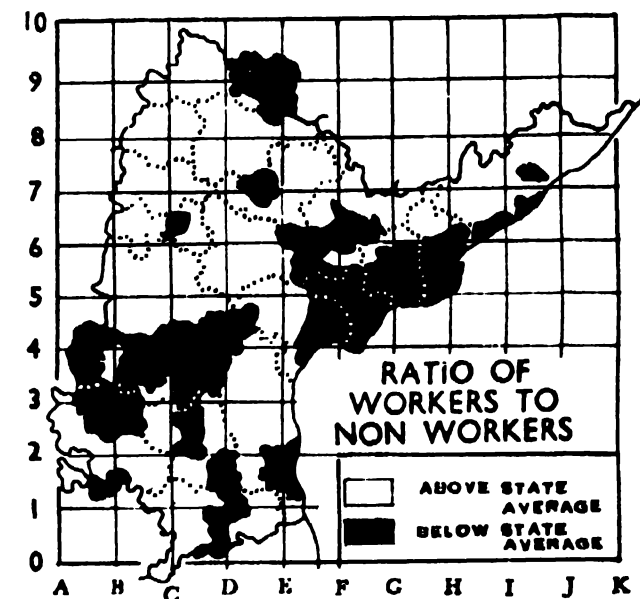 10
9
8
7
6
5
4
3
2
1
0
RATIO OF
WORKERS TO
NON WORKERS
ABOVE STATE
AVERAGE
BELOW STATE
AVERAGE
A B C D E F G H I J K